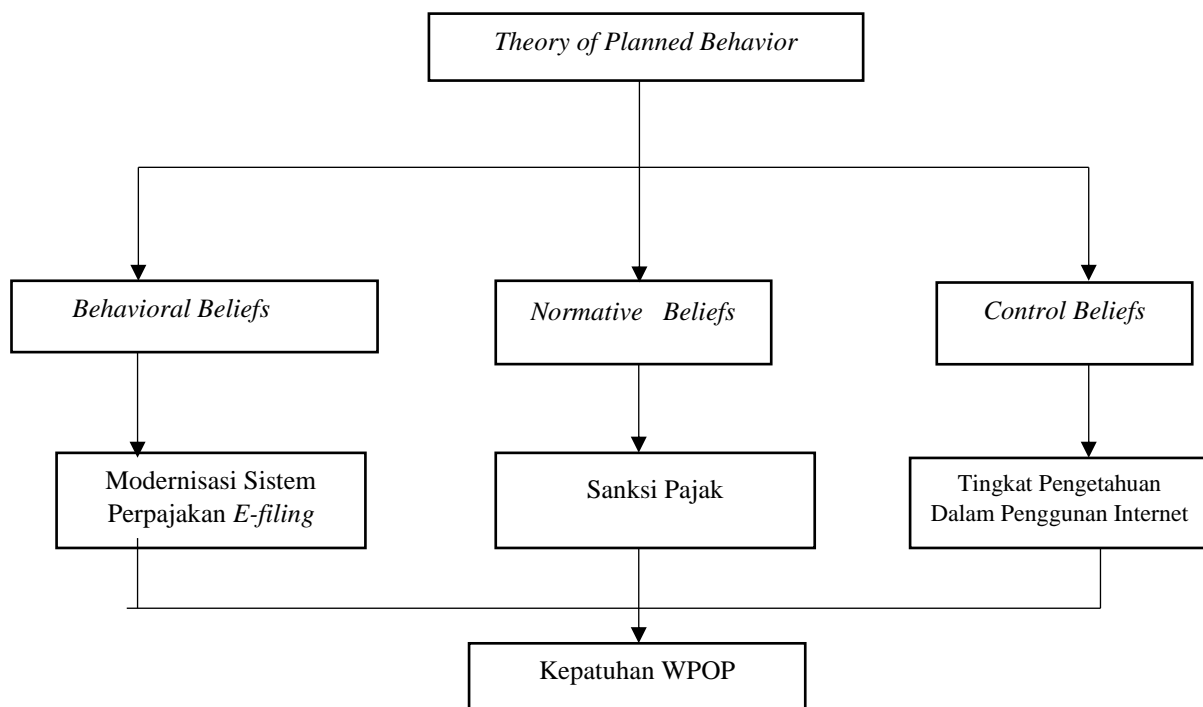 Theory of Planned Behavior
Behavioral Beliefs
Normative Beliefs
Control Beliefs
Modernisasi Sistem
Perpajakan E-filing
Sanksi Pajak
Tingkat Pengetahuan
Dalam Penggunan Internet
Kepatuhan WPOP